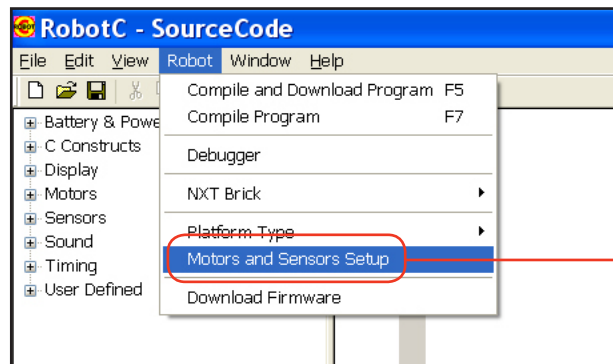 RobotC - SourceCode
File Edit View Robot Window Help
Compile and Download Program F5
Compile Program F7
Debugger
NXT Brick
Platform Type
Motors and Sensors Setup
Download Firmware
Battery & Powe
C Constructs
Display
Motors
Sensors
Sound
Timing
User Defined